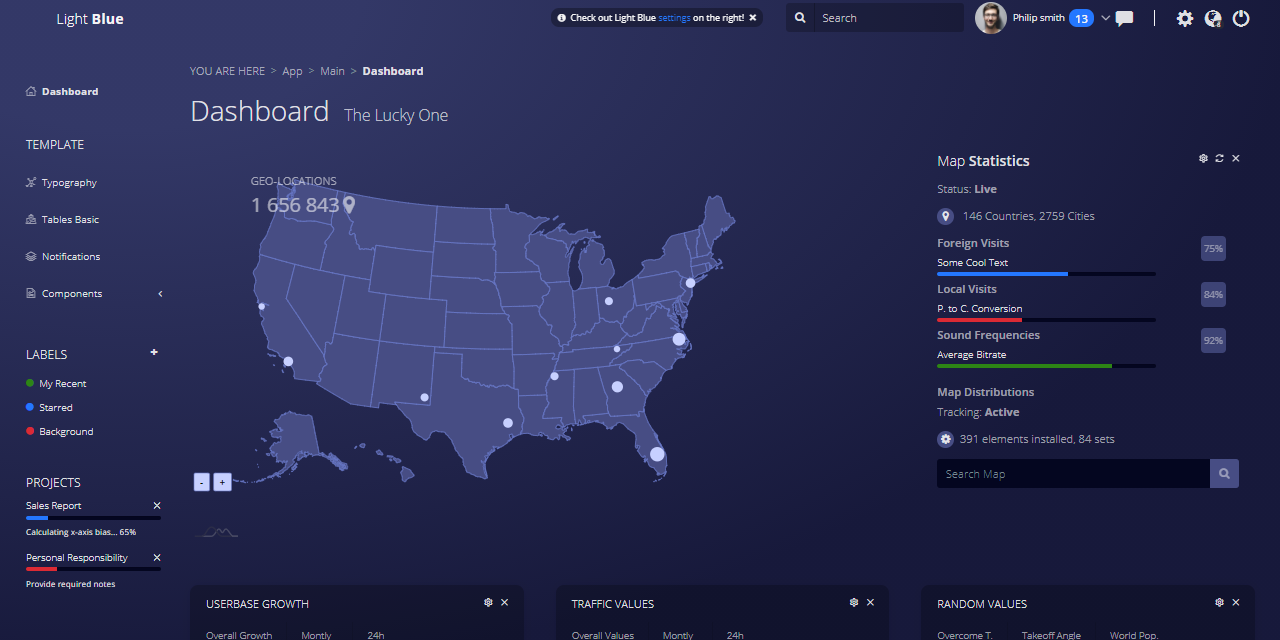 Light Blue
Check out Light Blue settings on the right!
Search
Philip smith
13
YOU ARE HERE > App > Main > Dashboard
Dashboard
Dashboard The Lucky One
TEMPLATE
Typography
Tables Basic
Notifications
Components
LABELS +
My Recent
Starred
Background
PROJECTS
Sales Report
Calculating x-axis bias... 65%
Personal Responsibility
Provide required notes
GEO-LOCATIONS
1 656 843
-
+
Map Statistics
Status: Live
146 Countries, 2759 Cities
Foreign Visits
Some Cool Text
75%
Local Visits
P. to C. Conversion
84%
Sound Frequencies
Average Bitrate
92%
Map Distributions
Tracking: Active
391 elements installed, 84 sets
Search Map
USERBASE GROWTH
Overall Growth Montly 24h
TRAFFIC VALUES
Overall Values Montly 24h
RANDOM VALUES
Overcome T. Takeoff Angle World Pop.